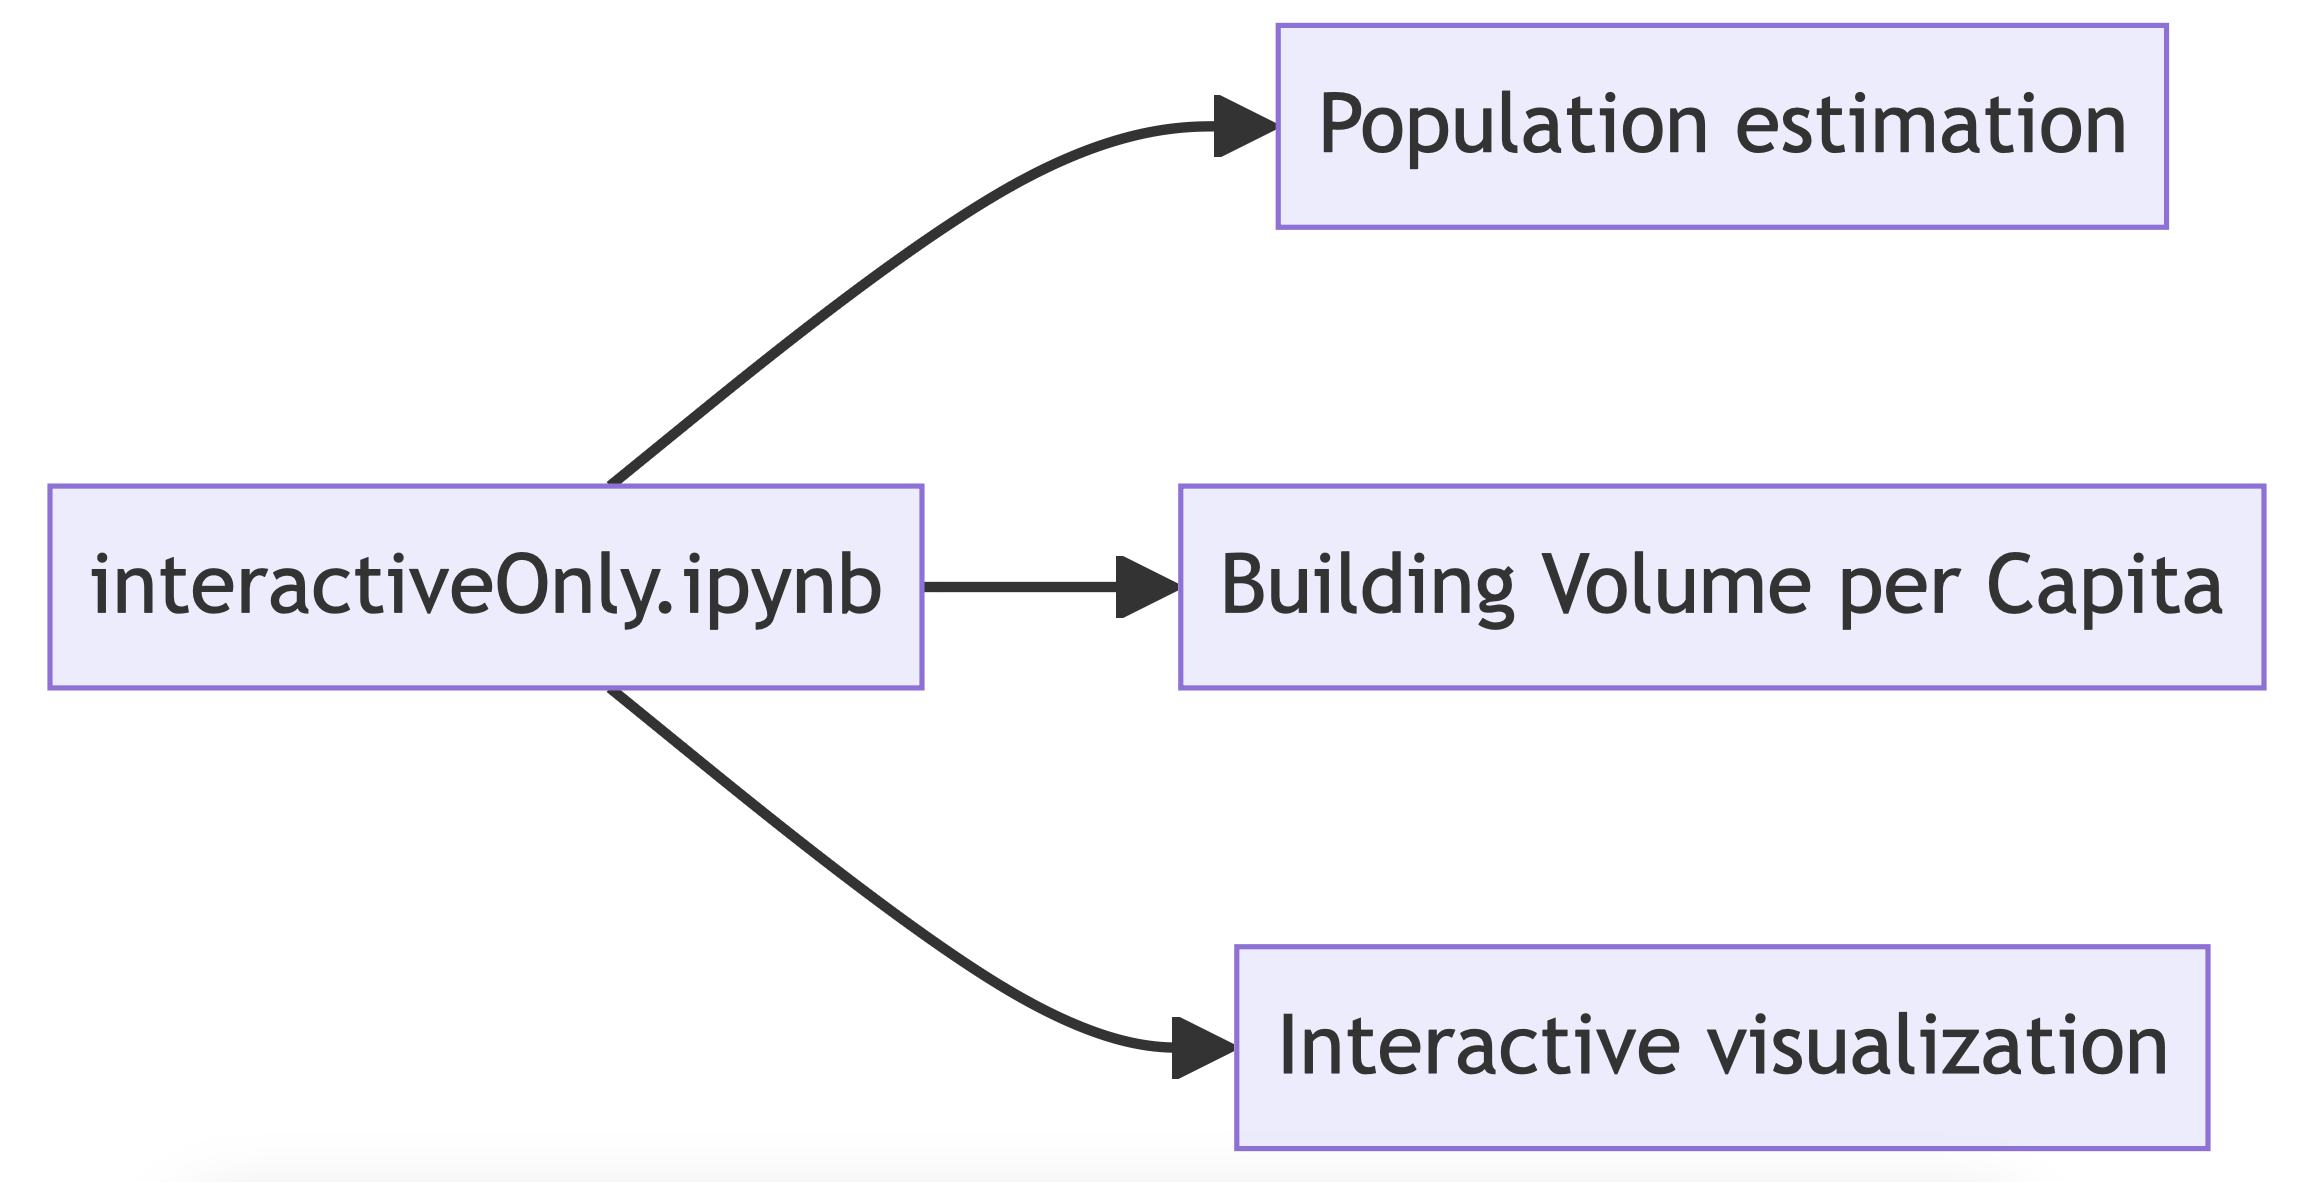 Population estimation
interactiveOnly.ipynb
Building Volume per Capita
Interactive visualization